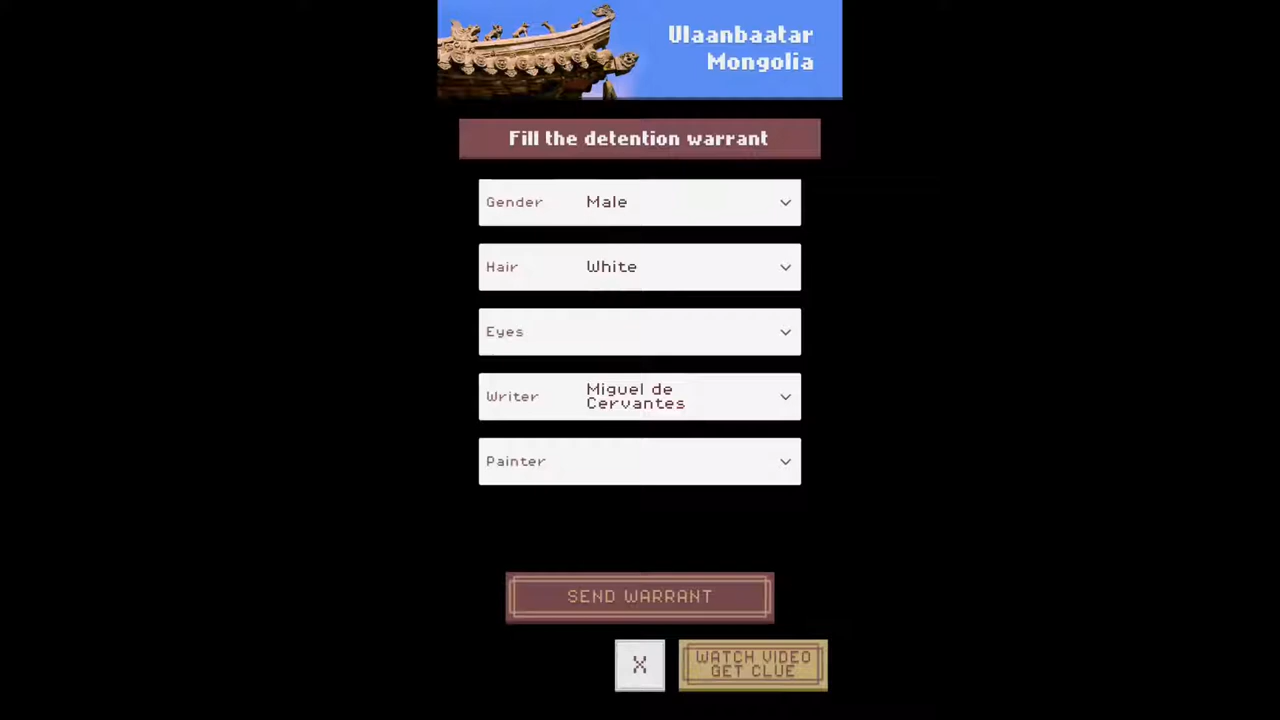 Ulaanbaatar
Mongolia
Fill the detention warrant
Gender Male
Hair White
Eyes
Writer Miguel de
Cervantes
Painter
SEND WARRANT
X
WATCH VIDEO
GET CLUE